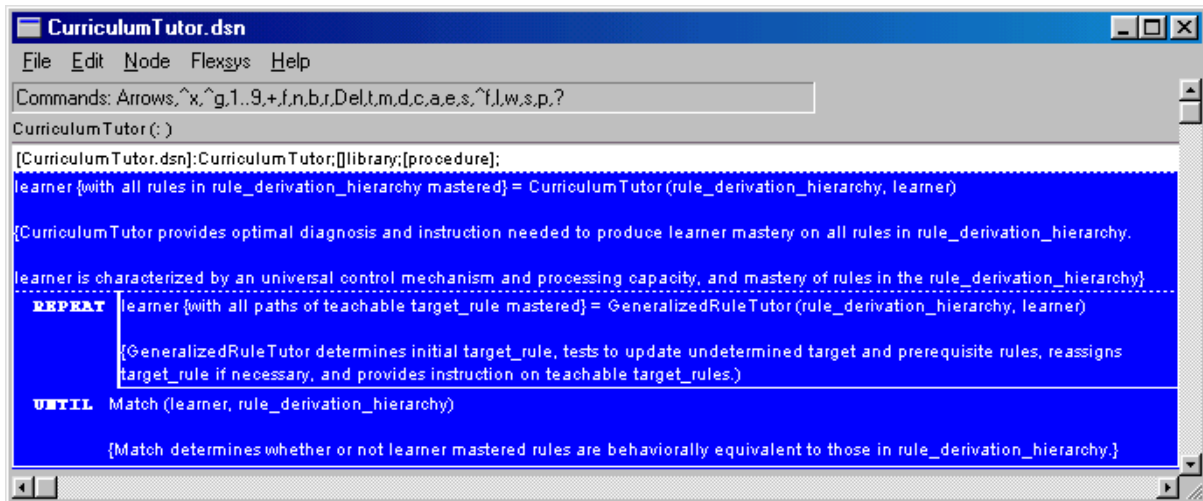 CurriculumTutor.dsn
File Edit Node Flexsys Help
Commands: Arrows,^x,^g,1..9,+,f,n,b,r,Del,t,m,d,c,a,e,s,^f,l,w,s,p,?
CurriculumTutor (: )
[CurriculumTutor.dsn]:CurriculumTutor;[]library;[procedure];
learner {with all rules in rule_derivation_hierarchy mastered} = CurriculumTutor (rule_derivation_hierarchy, learner)
{CurriculumTutor provides optimal diagnosis and instruction needed to produce learner mastery on all rules in rule_derivation_hierarchy.
learner is characterized by an universal control mechanism and processing capacity, and mastery of rules in the rule_derivation_hierarchy}
REPEAT learner {with all paths of teachable target_rule mastered} = GeneralizedRuleTutor (rule_derivation_hierarchy, learner)
{GeneralizedRuleTutor determines initial target_rule, tests to update undetermined target and prerequisite rules, reassigns
target_rule if necessary, and provides instruction on teachable target_rules.)
UNTIL Match (learner, rule_derivation_hierarchy)
{Match determines whether or not learner mastered rules are behaviorally equivalent to those in rule_derivation_hierarchy.}